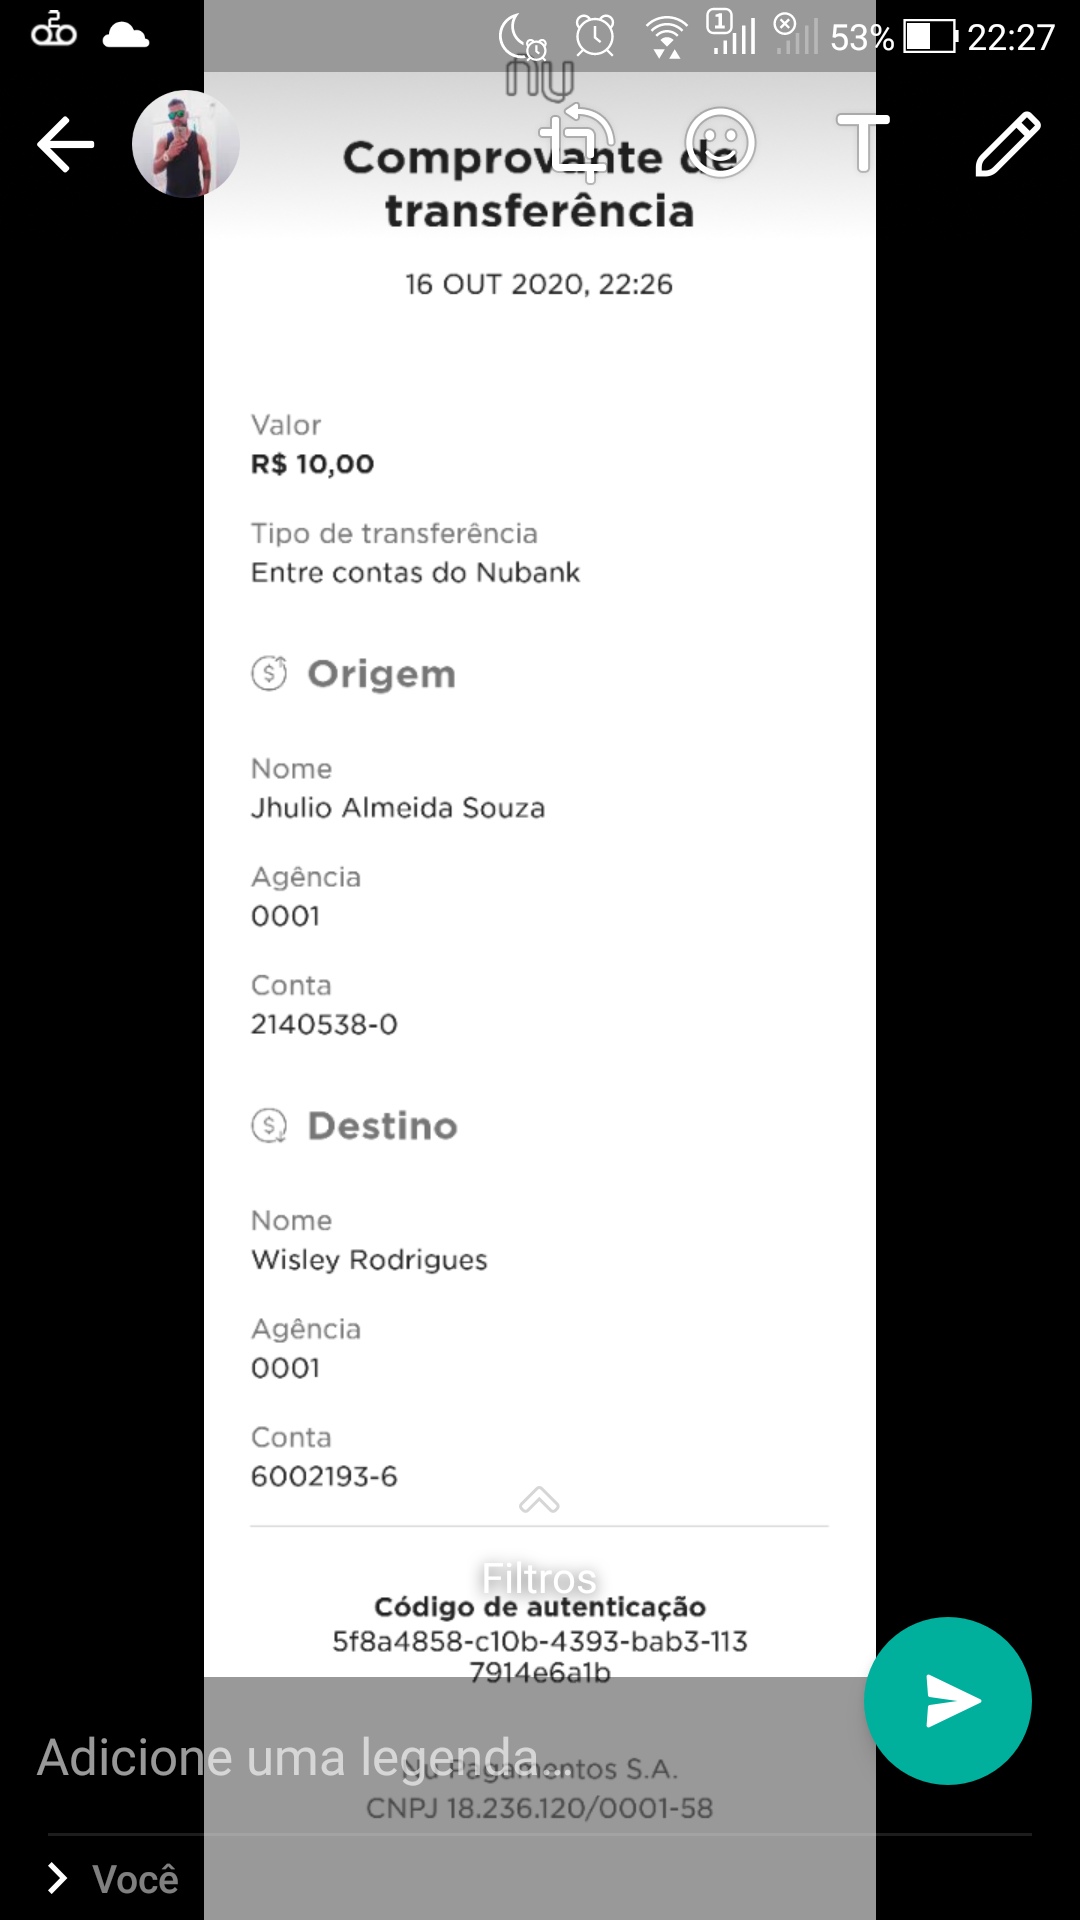 1
53%
22:27
nu
Comprovante de
transferência
16 OUT 2020, 22:26
Valor
R$ 10,00
Tipo de transferência
Entre contas do Nubank
Origem
Nome
Jhulio Almeida Souza
Agência
0001
Conta
2140538-0
Destino
Nome
Wisley Rodrigues
Agência
0001
Conta
6002193-6
Filtros
Código de autenticação
5f8a4858-c10b-4393-bab3-113
7914e6a1b
Adicione uma legenda...
Nu Pagamentos S.A.
CNPJ 18.236.120/0001-58
Você